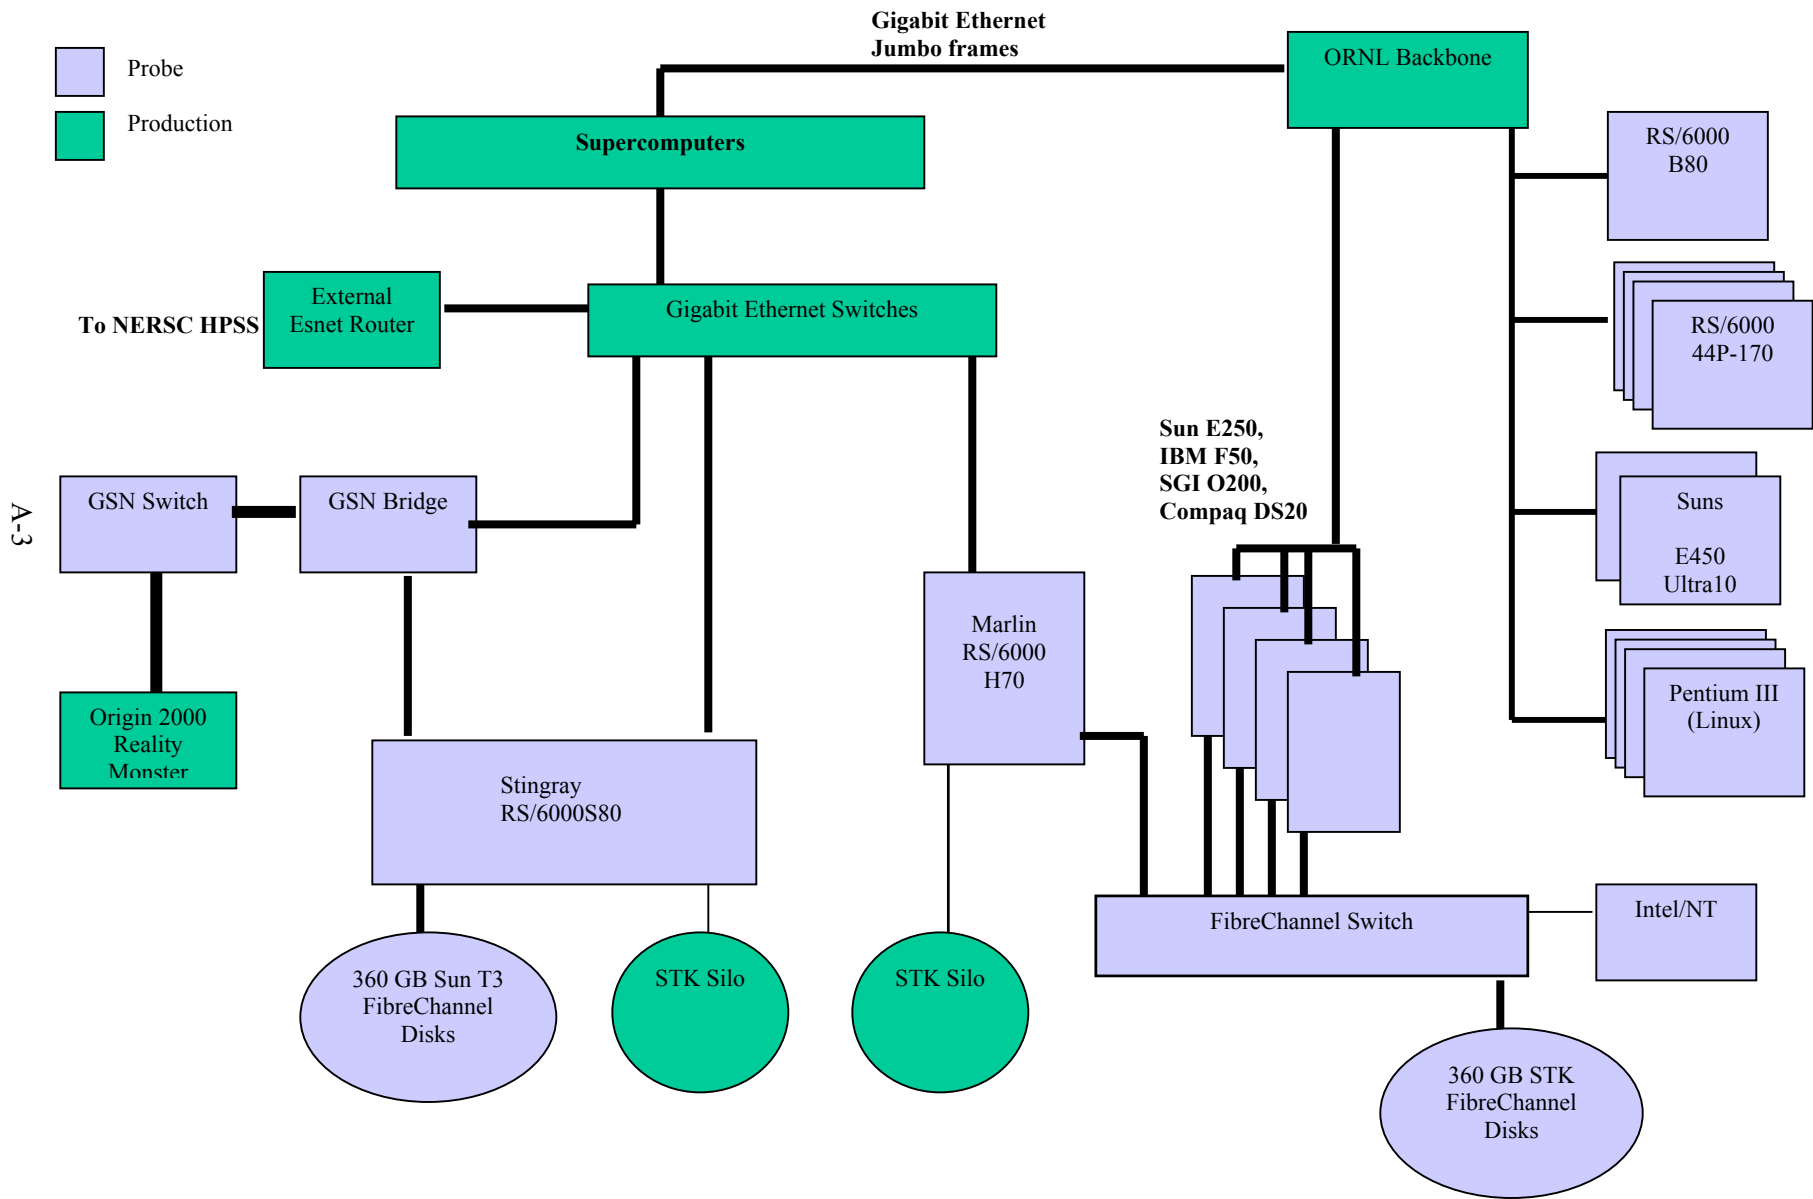 Gigabit Ethernet
Jumbo frames
Probe
Production
ORNL Backbone
Supercomputers
RS/6000
B80
External
Esnet Router
To NERSC HPSS
Gigabit Ethernet Switches
RS/6000
44P-170
Sun E250,
IBM F50,
SGI O200,
Compaq DS20
A-3
GSN Switch
GSN Bridge
Suns
E450
Ultra10
Marlin
RS/6000
H70
Origin 2000
Reality
Monster
Pentium III
(Linux)
Stingray
RS/6000S80
FibreChannel Switch
Intel/NT
360 GB Sun T3
FibreChannel
Disks
STK Silo
STK Silo
360 GB STK
FibreChannel
Disks